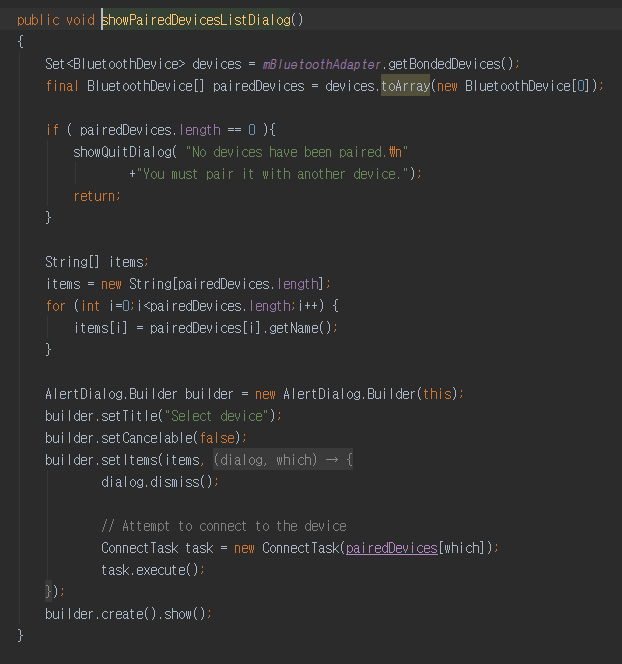 public void showPairedDevicesListDialog()
{
Set<BluetoothDevice> devices = mBluetoothAdapter.getBondedDevices();
final BluetoothDevice[] pairedDevices = devices.toArray(new BluetoothDevice[0]);
if ( pairedDevices.length == 0 ){
showQuitDialog( "No devices have been paired.₩n"
+"You must pair it with another device.");
return;
}
String[] items;
items = new String[pairedDevices.length];
for (int i=0;i<pairedDevices.length;i++) {
items[i] = pairedDevices[i].getName();
}
AlertDialog.Builder builder = new AlertDialog.Builder(this);
builder.setTitle("Select device");
builder.setCancelable(false);
builder.setItems(items, (dialog, which) → {
dialog.dismiss();
// Attempt to connect to the device
ConnectTask task = new ConnectTask(pairedDevices[which]);
task.execute();
});
builder.create().show();
}